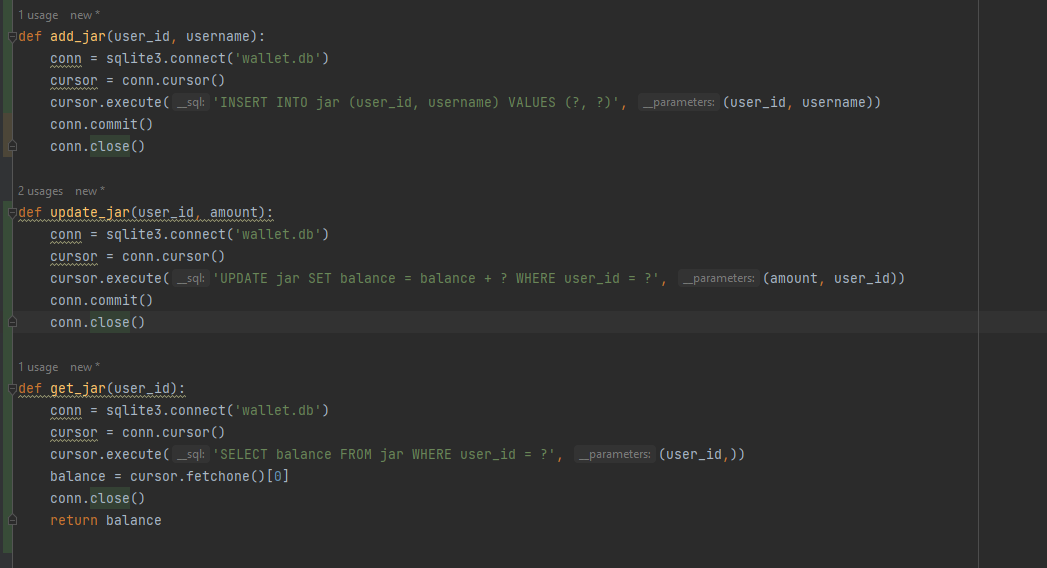 1 usage new *
def add_jar(user_id, username):
conn = sqlite3.connect('wallet.db')
cursor = conn.cursor()
cursor.execute(__sql: 'INSERT INTO jar (user_id, username) VALUES (?, ?)', __parameters: (user_id, username))
conn.commit()
conn.close()
2 usages new *
def update_jar(user_id, amount):
conn = sqlite3.connect('wallet.db')
cursor = conn.cursor()
cursor.execute(__sql: 'UPDATE jar SET balance = balance + ? WHERE user_id = ?', __parameters: (amount, user_id))
conn.commit()
conn.close()
1 usage new *
def get_jar(user_id):
conn = sqlite3.connect('wallet.db')
cursor = conn.cursor()
cursor.execute(__sql: 'SELECT balance FROM jar WHERE user_id = ?', __parameters: (user_id,))
balance = cursor.fetchone()[0]
conn.close()
return balance